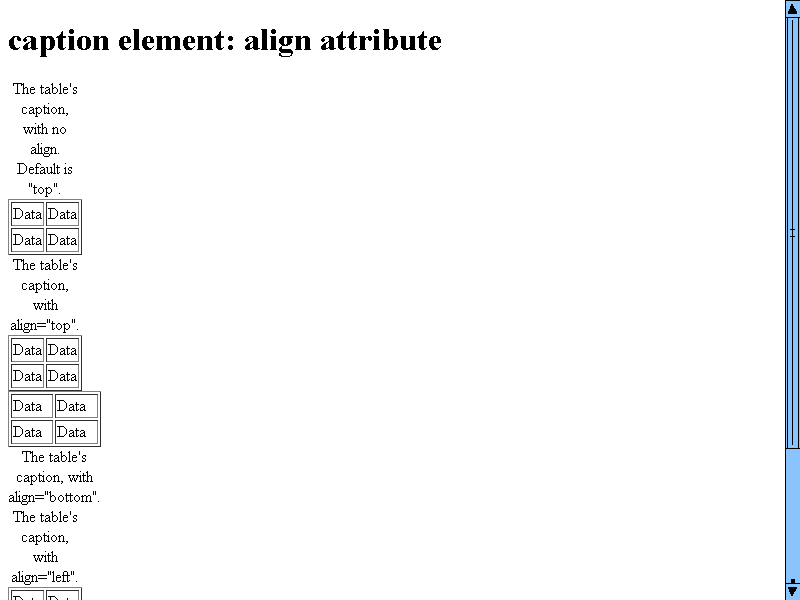 caption element: align attribute
The table's
caption,
with no
align.
Default is
"top".
Data Data
Data Data
The table's
caption,
with
align="top".
Data Data
Data Data
Data Data
Data Data
The table's
caption, with
align="bottom".
The table's
caption,
with
align="left".
Data Data